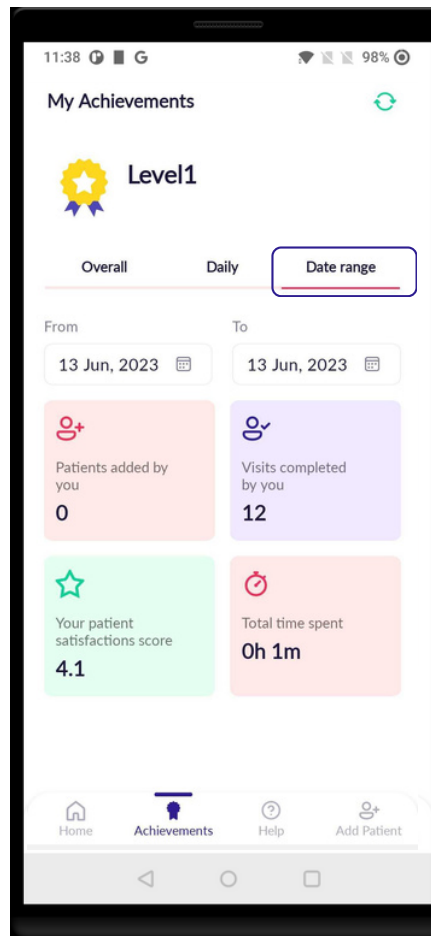 11:38 G 98%
My Achievements
Level1
Overall Daily Date range
From To
13 Jun, 2023 13 Jun, 2023
Patients added by Visits completed
you by you
0 12
Your patient Total time spent
satisfactions score 0h 1m
4.1
Home Achievements Help Add Patient